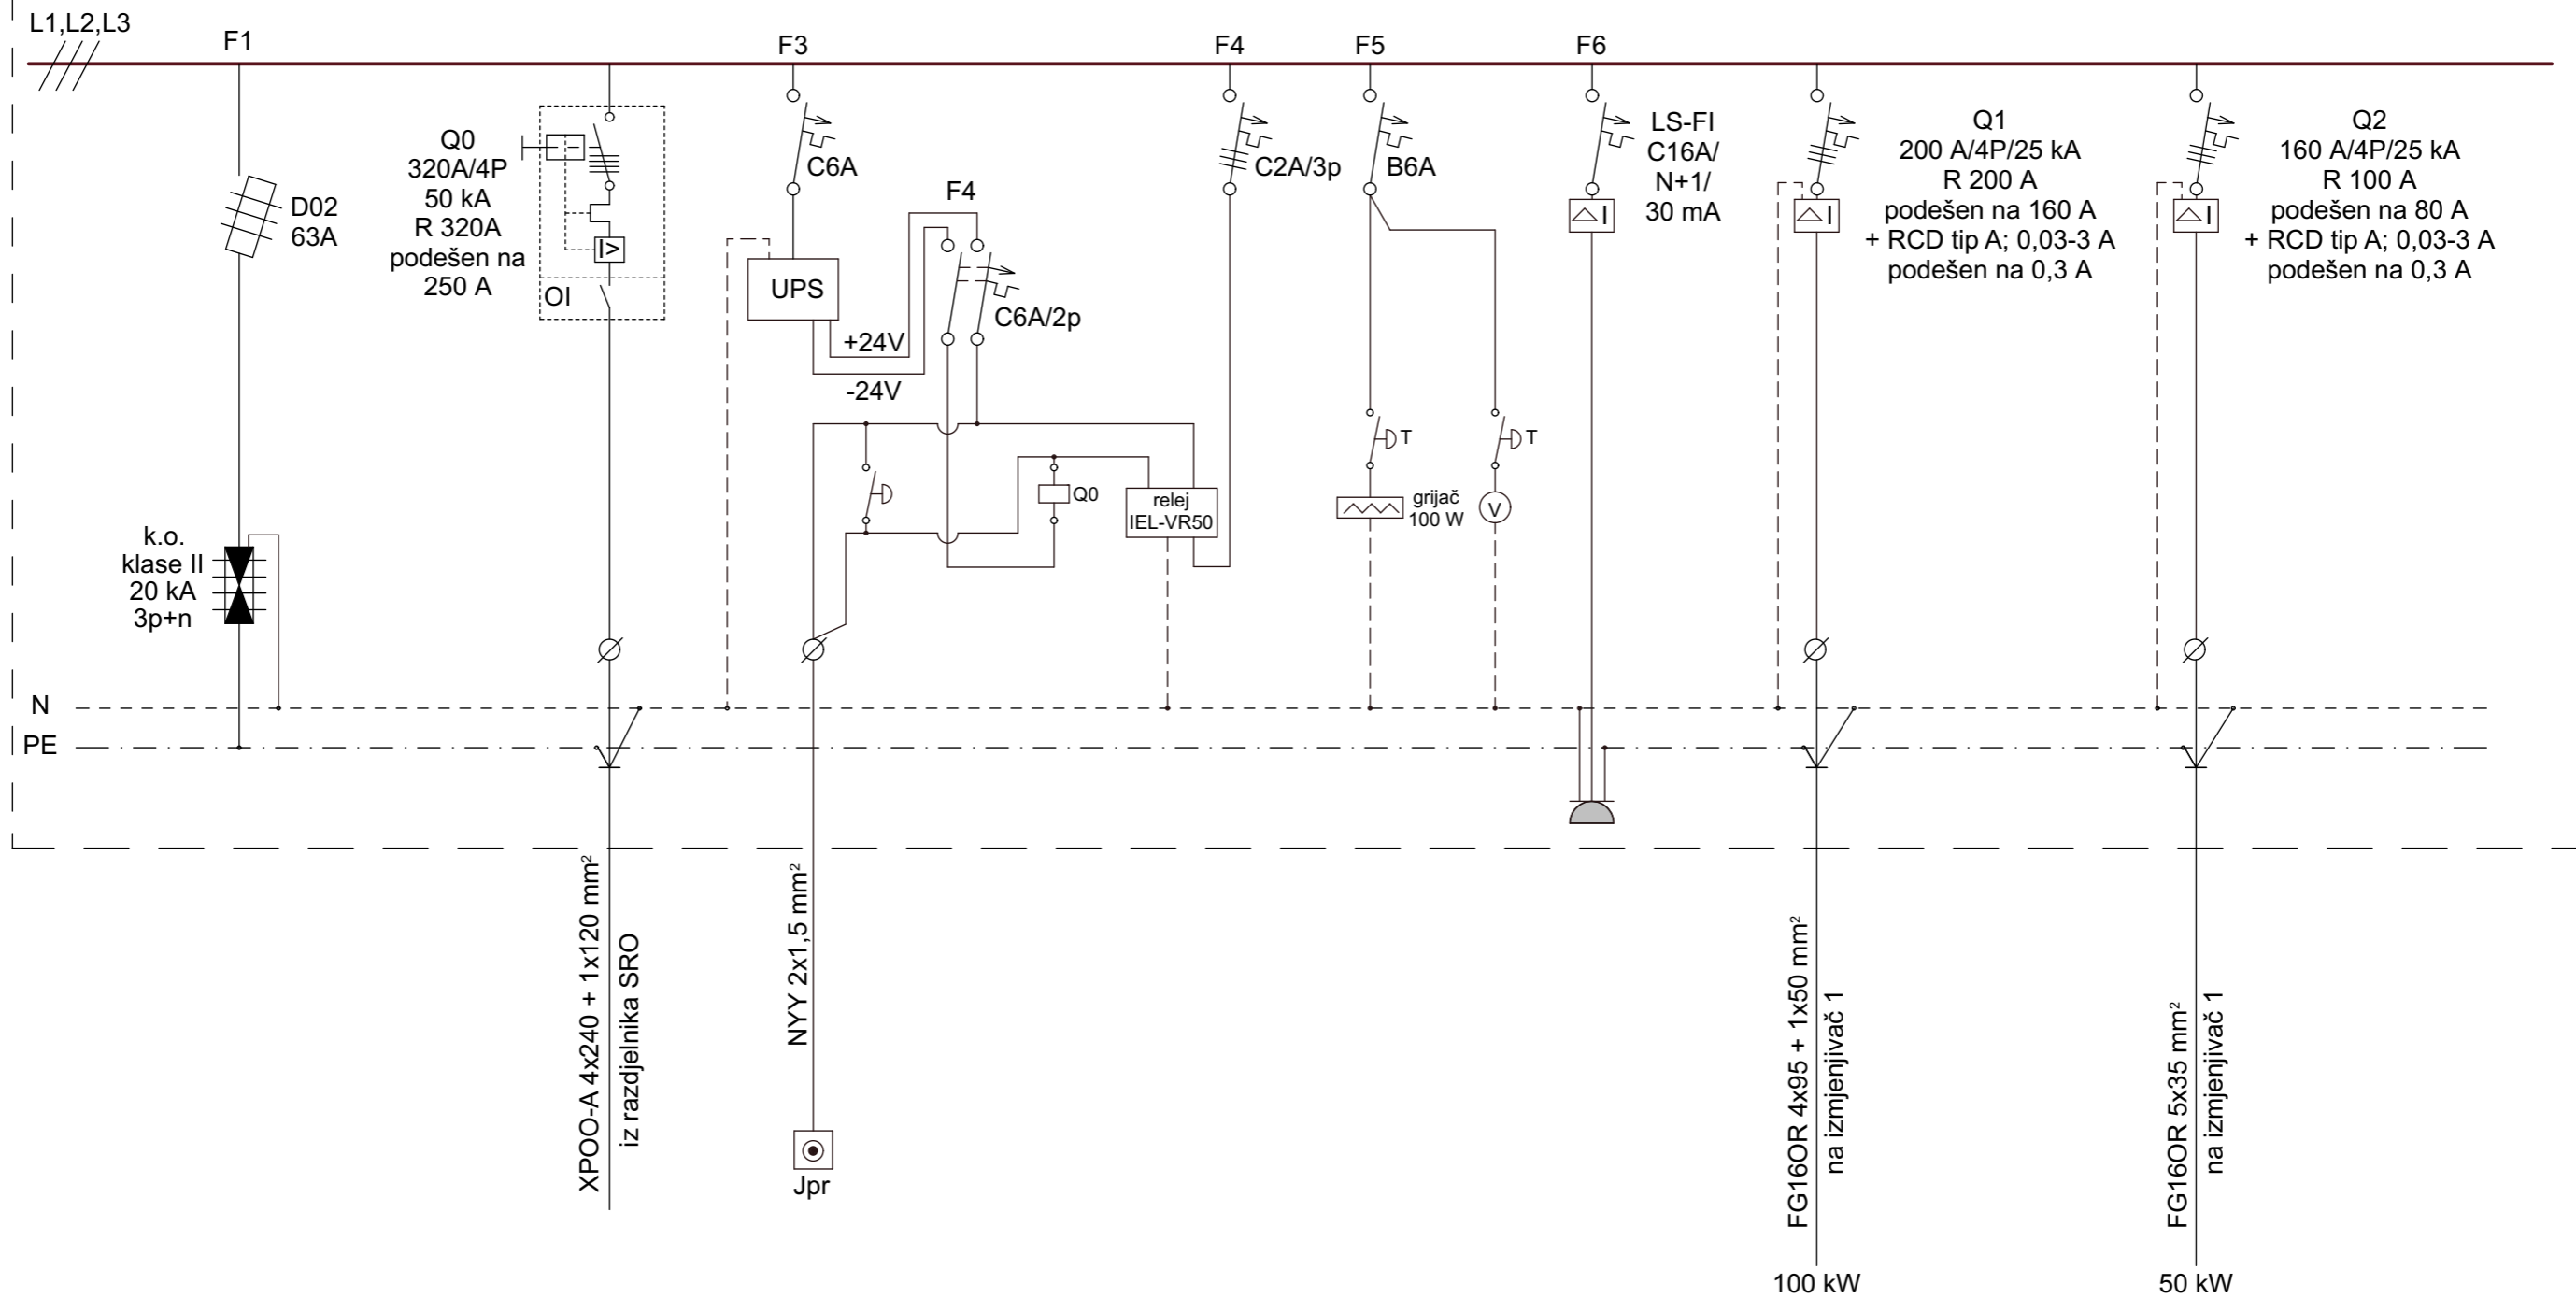 L1,L2,L3
F1
F3
F4
F5
F6
D02
63A
Q0
320A/4P
50 kA
R 320A
podešen na
250 A
OI
I>
C6A
UPS
+24V
-24V
F4
C6A/2p
C2A/3p
B6A
LS-FI
C16A/
N+1/
30 mA
△I
Q1
200 A/4P/25 kA
R 200 A
podešen na 160 A
+ RCD tip A; 0,03-3 A
podešen na 0,3 A
△I
Q2
160 A/4P/25 kA
R 100 A
podešen na 80 A
+ RCD tip A; 0,03-3 A
podešen na 0,3 A
△I
T
T
Q0
relej
IEL-VR50
grijač
100 W
V
k.o.
klase II
20 kA
3p+n
N
PE
XPOO-A 4x240 + 1x120 mm²
iz razdjelnika SRO
NYY 2x1,5 mm²
Jpr
FG16OR 4x95 + 1x50 mm²
na izmjenjivač 1
100 kW
FG16OR 5x35 mm²
na izmjenjivač 1
50 kW